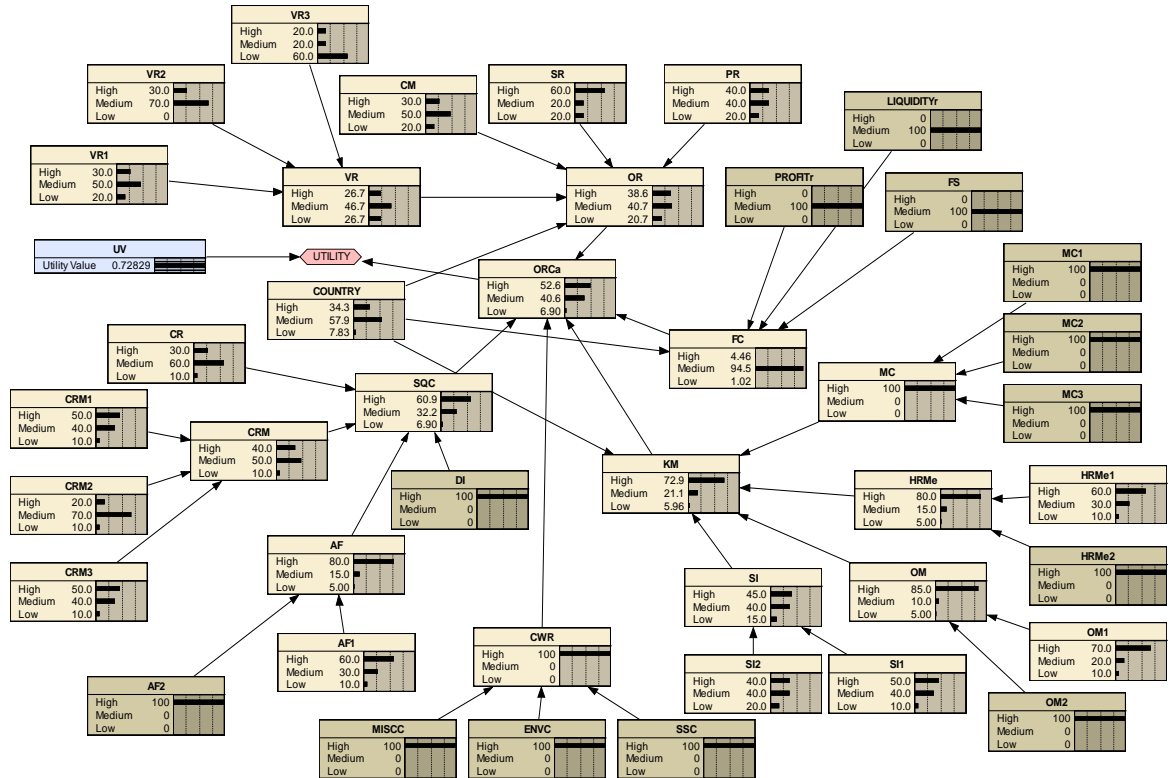 VR3
High 20.0
Medium 20.0
Low 60.0
VR2
High 30.0
Medium 70.0
Low 0
CM
High 30.0
Medium 50.0
Low 20.0
SR
High 60.0
Medium 20.0
Low 20.0
PR
High 40.0
Medium 40.0
Low 20.0
LIQUIDITYr
High 0
Medium 100
Low 0
VR1
High 30.0
Medium 50.0
Low 20.0
VR
High 26.7
Medium 46.7
Low 26.7
OR
High 38.6
Medium 40.7
Low 20.7
PROFITr
High 0
Medium 100
Low 0
FS
High 0
Medium 100
Low 0
UV
Utility Value 0.72829
UTILITY
ORCa
High 52.6
Medium 40.6
Low 6.90
MC1
High 100
Medium 0
Low 0
COUNTRY
High 34.3
Medium 57.9
Low 7.83
CR
High 30.0
Medium 60.0
Low 10.0
FC
High 4.46
Medium 94.5
Low 1.02
MC2
High 100
Medium 0
Low 0
MC
High 100
Medium 0
Low 0
MC3
High 100
Medium 0
Low 0
SQC
High 60.9
Medium 32.2
Low 6.90
CRM1
High 50.0
Medium 40.0
Low 10.0
CRM
High 40.0
Medium 50.0
Low 10.0
KM
High 72.9
Medium 21.1
Low 5.96
DI
High 100
Medium 0
Low 0
CRM2
High 20.0
Medium 70.0
Low 10.0
HRMe
High 80.0
Medium 15.0
Low 5.00
HRMe1
High 60.0
Medium 30.0
Low 10.0
AF
High 80.0
Medium 15.0
Low 5.00
HRMe2
High 100
Medium 0
Low 0
CRM3
High 50.0
Medium 40.0
Low 10.0
SI
High 45.0
Medium 40.0
Low 15.0
OM
High 85.0
Medium 10.0
Low 5.00
AF1
High 60.0
Medium 30.0
Low 10.0
CWR
High 100
Medium 0
Low 0
OM1
High 70.0
Medium 20.0
Low 10.0
SI2
High 40.0
Medium 40.0
Low 20.0
SI1
High 50.0
Medium 40.0
Low 10.0
AF2
High 100
Medium 0
Low 0
OM2
High 100
Medium 0
Low 0
MISCC
High 100
Medium 0
Low 0
ENVC
High 100
Medium 0
Low 0
SSC
High 100
Medium 0
Low 0